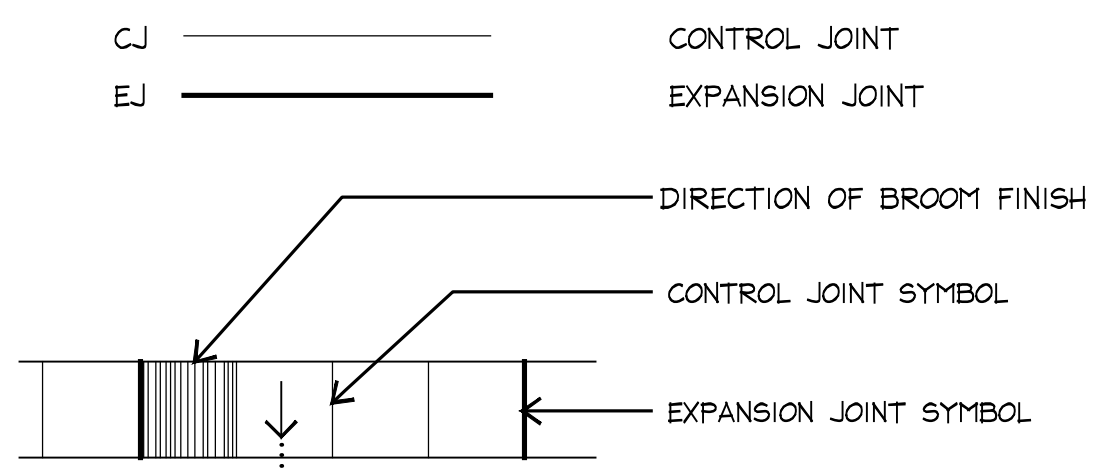 CJ CONTROL JOINT
EJ EXPANSION JOINT
DIRECTION OF BROOM FINISH
CONTROL JOINT SYMBOL
EXPANSION JOINT SYMBOL